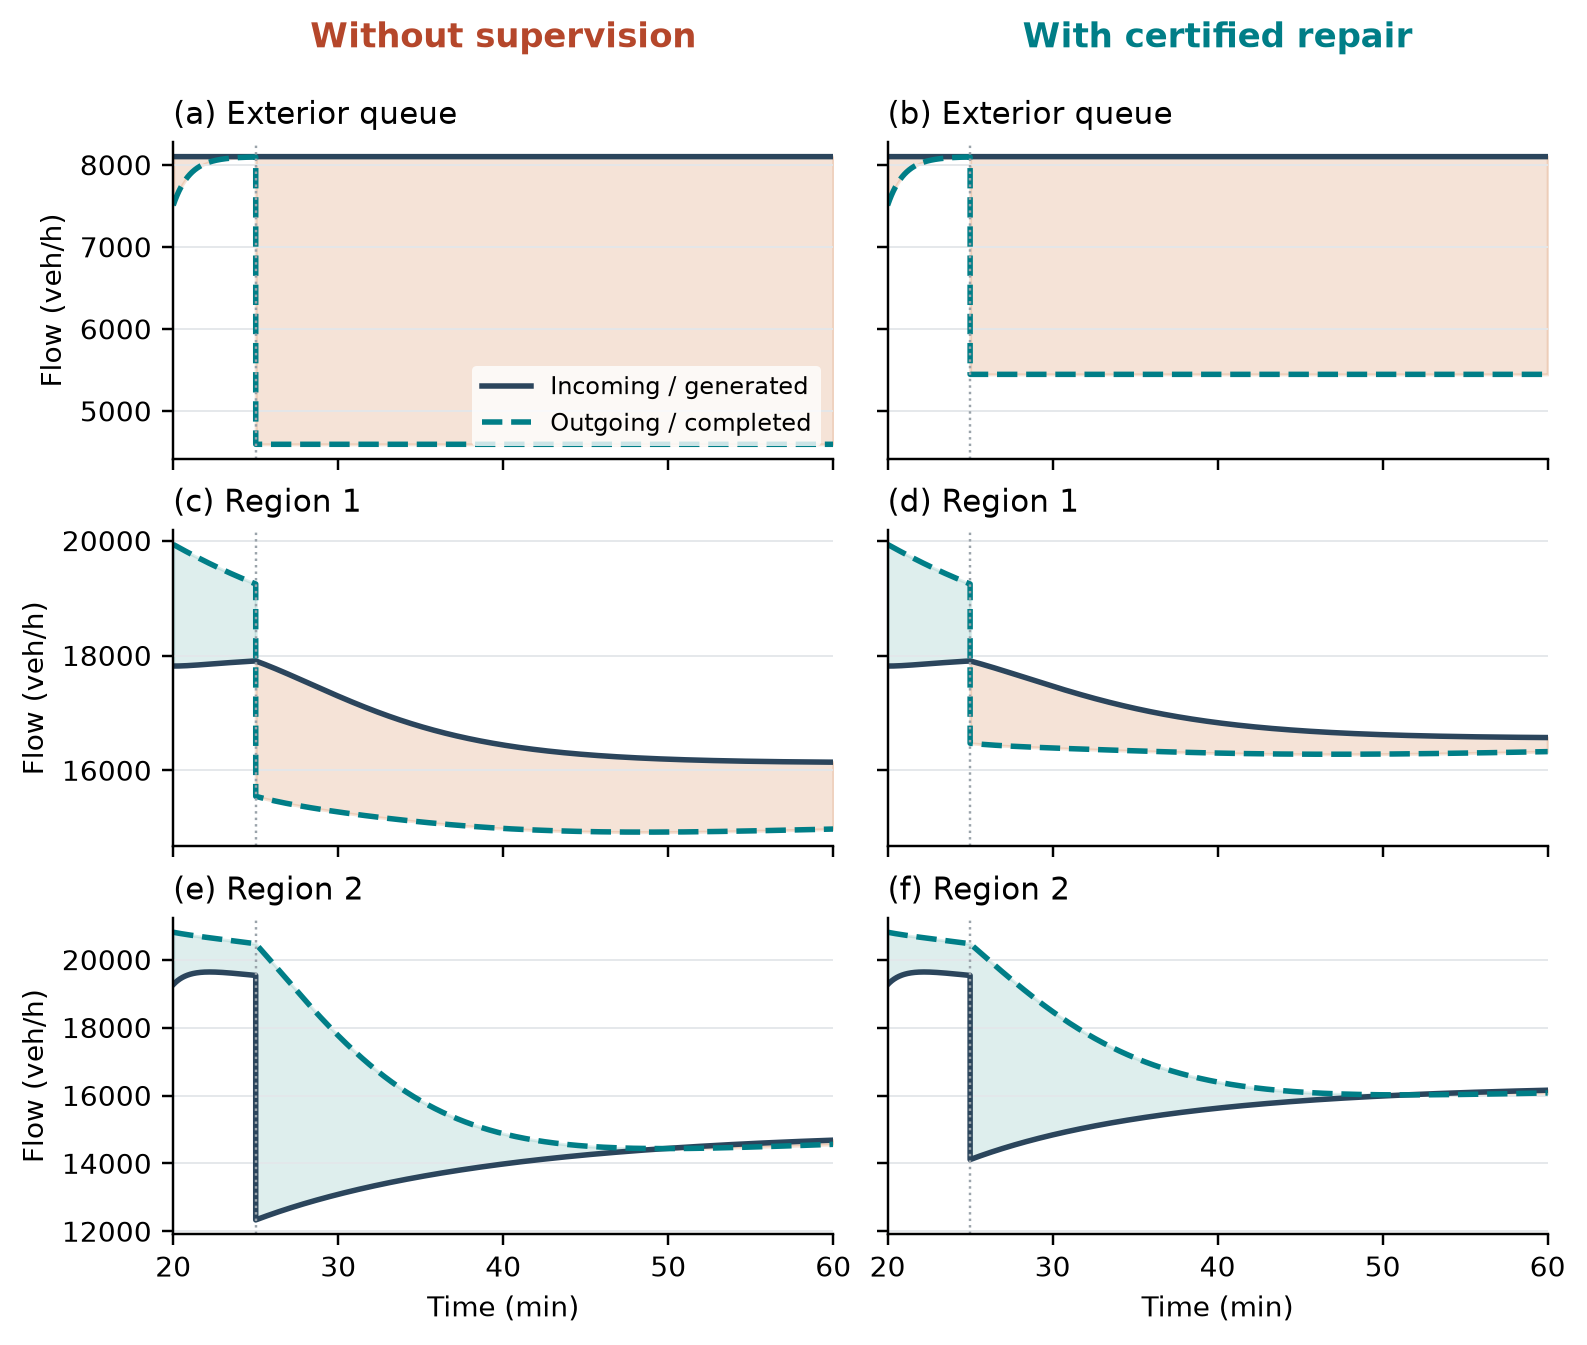 Without supervision
With certified repair
(a) Exterior queue
(b) Exterior queue
8000
7000
6000
5000
Flow (veh/h)
Incoming / generated
Outgoing / completed
(c) Region 1
(d) Region 1
20000
18000
16000
Flow (veh/h)
(e) Region 2
(f) Region 2
20000
18000
16000
14000
12000
Flow (veh/h)
20 30 40 50 60
20 30 40 50 60
Time (min)
Time (min)